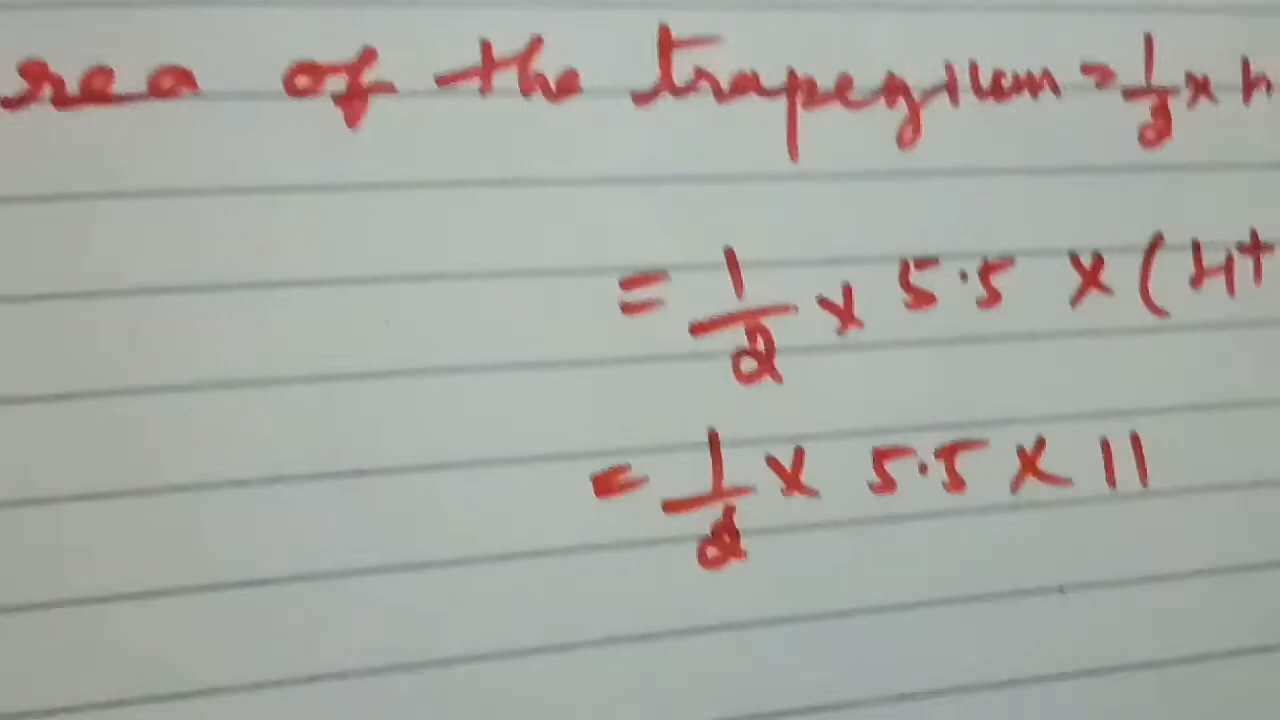 rea of the trapezium = 1/2 x h
= 1/2 x 5.5 x (4+
= 1/2 x 5.5 x 11